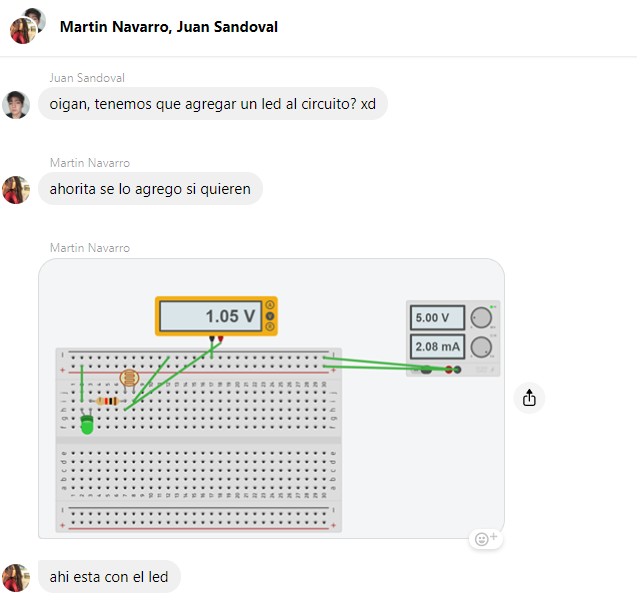 Martin Navarro, Juan Sandoval
Juan Sandoval
oigan, tenemos que agregar un led al circuito? xd
Martin Navarro
ahorita se lo agrego si quieren
Martin Navarro
1.05 V
5.00 V
2.08 mA
ahi esta con el led